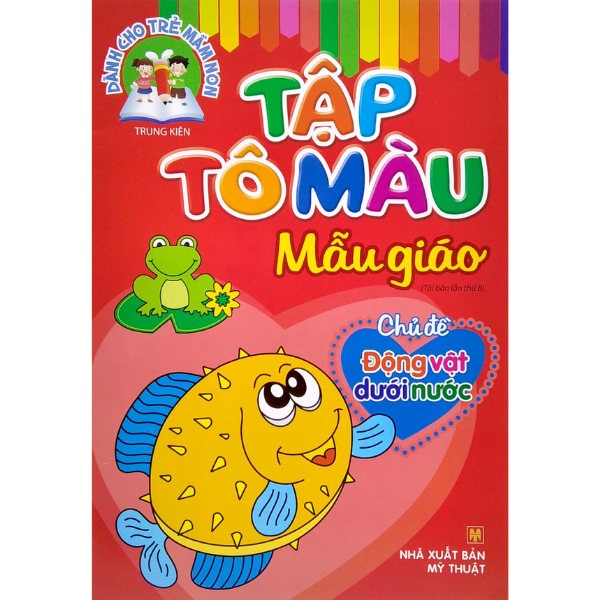 DÀNH CHO TRẺ MẦM NON
TRUNG KIÊN
TẬP
TÔ MÀU
Mẫu giáo
(Tái bản lần thứ 8)
Chủ đề
Động vật
dưới nước
NHÀ XUẤT BẢN
MỸ THUẬT